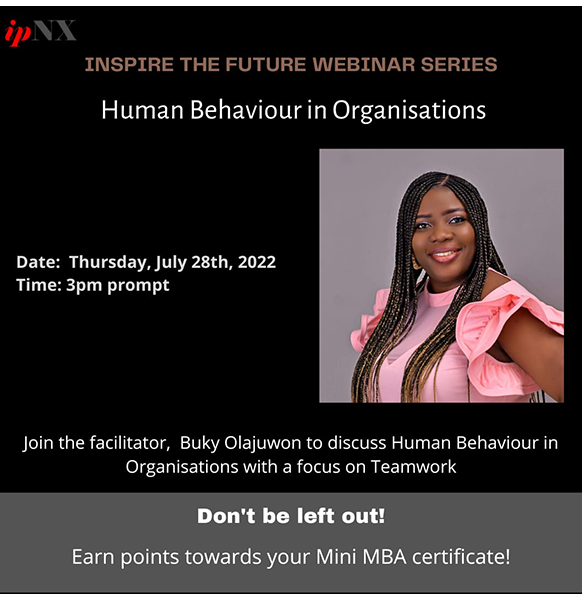 ipNX
INSPIRE THE FUTURE WEBINAR SERIES
Human Behaviour in Organisations
Date:  Thursday, July 28th, 2022
Time: 3pm prompt
Join the facilitator,  Buky Olajuwon to discuss Human Behaviour in
Organisations with a focus on Teamwork
Don't be left out!
Earn points towards your Mini MBA certificate!